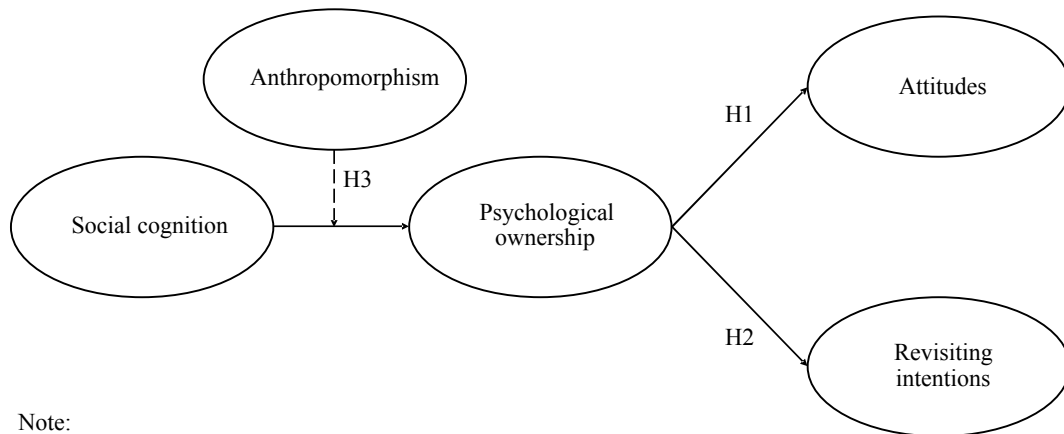 Anthropomorphism
Attitudes
H1
H3
Social cognition
Psychological
ownership
H2
Revisiting
intentions
Note: